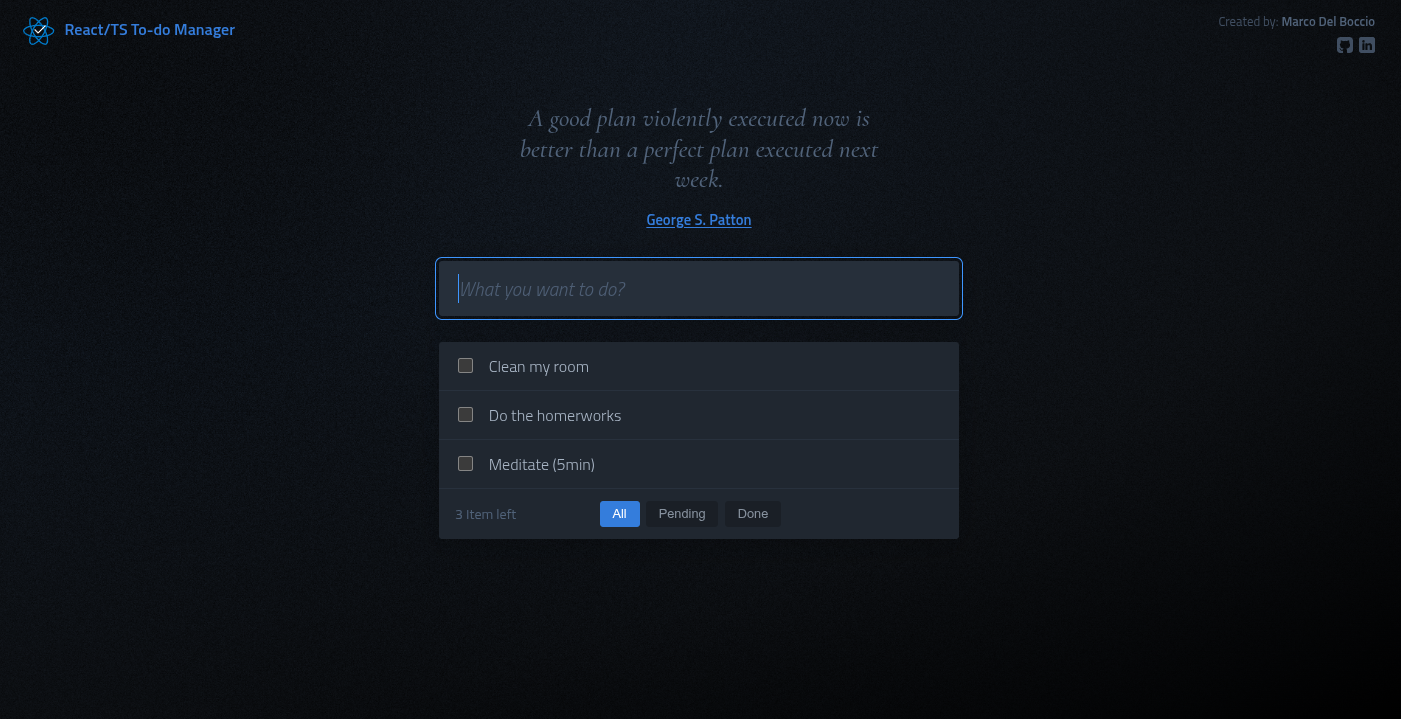 React/TS To-do Manager
Created by: Marco Del Boccio
A good plan violently executed now is
better than a perfect plan executed next
week.
George S. Patton
What you want to do?
Clean my room
Do the homerworks
Meditate (5min)
3 Item left
All
Pending
Done